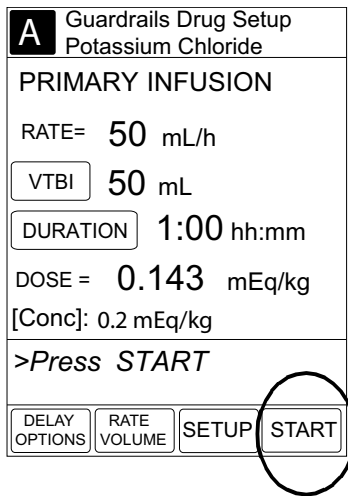 A Guardrails Drug Setup
Potassium Chloride
PRIMARY INFUSION
RATE= 50 mL/h
VTBI 50 mL
DURATION 1:00 hh:mm
DOSE = 0.143 mEq/kg
[Conc]: 0.2 mEq/kg
>Press START
DELAY OPTIONS RATE VOLUME SETUP START